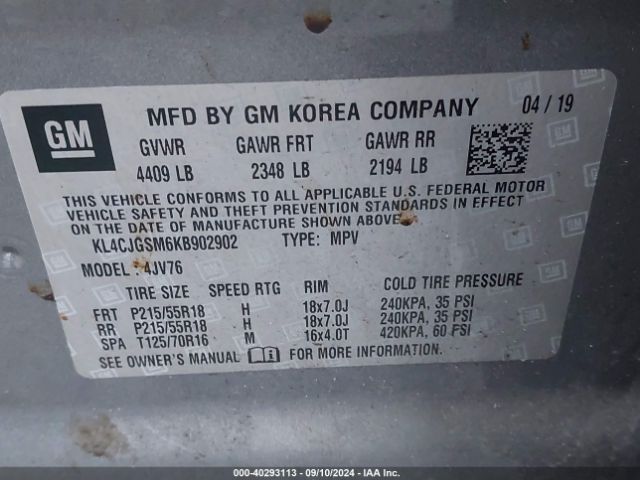 GM
MFD BY GM KOREA COMPANY 04 / 19
GVWR GAWR FRT GAWR RR
4409 LB 2348 LB 2194 LB
THIS VEHICLE CONFORMS TO ALL APPLICABLE U.S. FEDERAL MOTOR
VEHICLE SAFETY AND THEFT PREVENTION STANDARDS IN EFFECT
ON THE DATE OF MANUFACTURE SHOWN ABOVE.
KL4CJGSM6KB902902 TYPE: MPV
MODEL : 4JV76
TIRE SIZE SPEED RTG RIM COLD TIRE PRESSURE
FRT P215/55R18 H 18x7.0J 240KPA, 35 PSI
RR P215/55R18 H 18x7.0J 240KPA, 35 PSI
SPA T125/70R16 M 16x4.0T 420KPA, 60 PSI
SEE OWNER'S MANUAL FOR MORE INFORMATION.
000-40293113 - 09/10/2024 - IAA Inc.